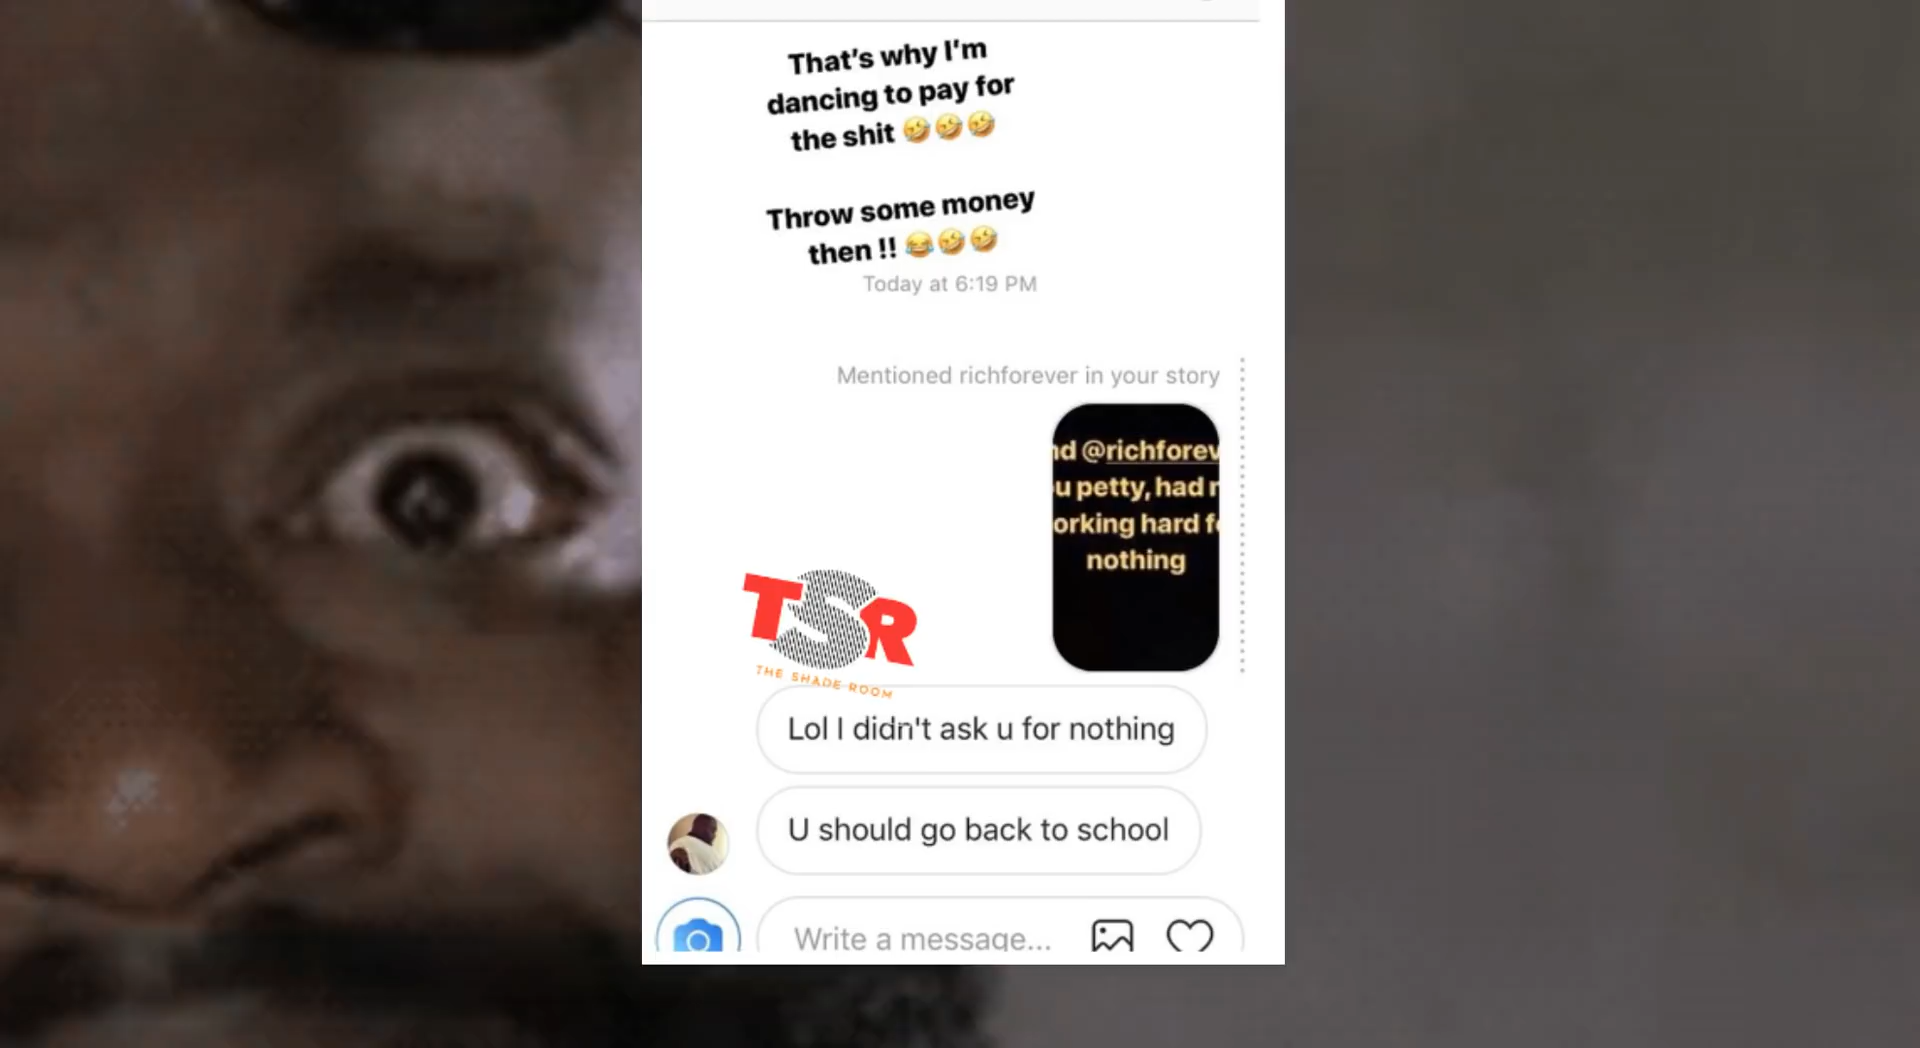 That's why I'm
dancing to pay for
the shit 🤣🤣🤣
Throw some money
then !! 😂🤣🤣
Today at 6:19 PM
Mentioned richforever in your story
@richforev
petty, had
hard
nothing
TSR
THE SHADE ROOM
Lol I didn't ask u for nothing
U should go back to school
Write a message...